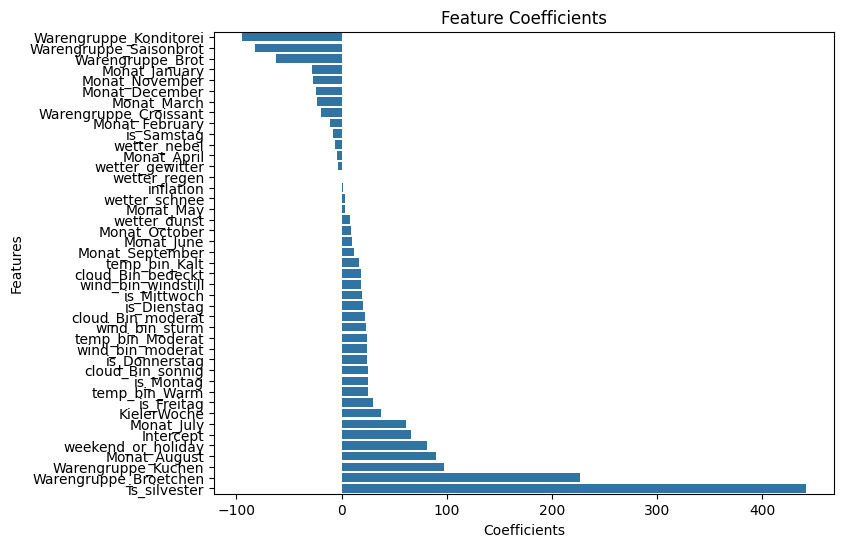 Feature Coefficients
Warengruppe_Konditorei
Warengruppe_Saisonbrot
Warengruppe_Brot
Monat_January
Monat_November
Monat_December
Monat_March
Warengruppe_Croissant
Monat_February
is_Samstag
wetter_nebel
Monat_April
wetter_gewitter
wetter_regen
inflation
wetter_schnee
Monat_May
wetter_dunst
Monat_October
Monat_June
Monat_September
temp_bin_Kalt
cloud_Bin_bedeckt
wind_bin_windstill
is_Mittwoch
is_Dienstag
cloud_Bin_moderat
wind_bin_sturm
temp_bin_Moderat
wind_bin_moderat
is_Donnerstag
cloud_Bin_sonnig
is_Montag
temp_bin_Warm
is_Freitag
KielerWoche
Monat_July
Intercept
weekend_or_holiday
Monat_August
Warengruppe_Kuchen
Warengruppe_Broetchen
is_silvester
Features
−100 0 100 200 300 400
Coefficients